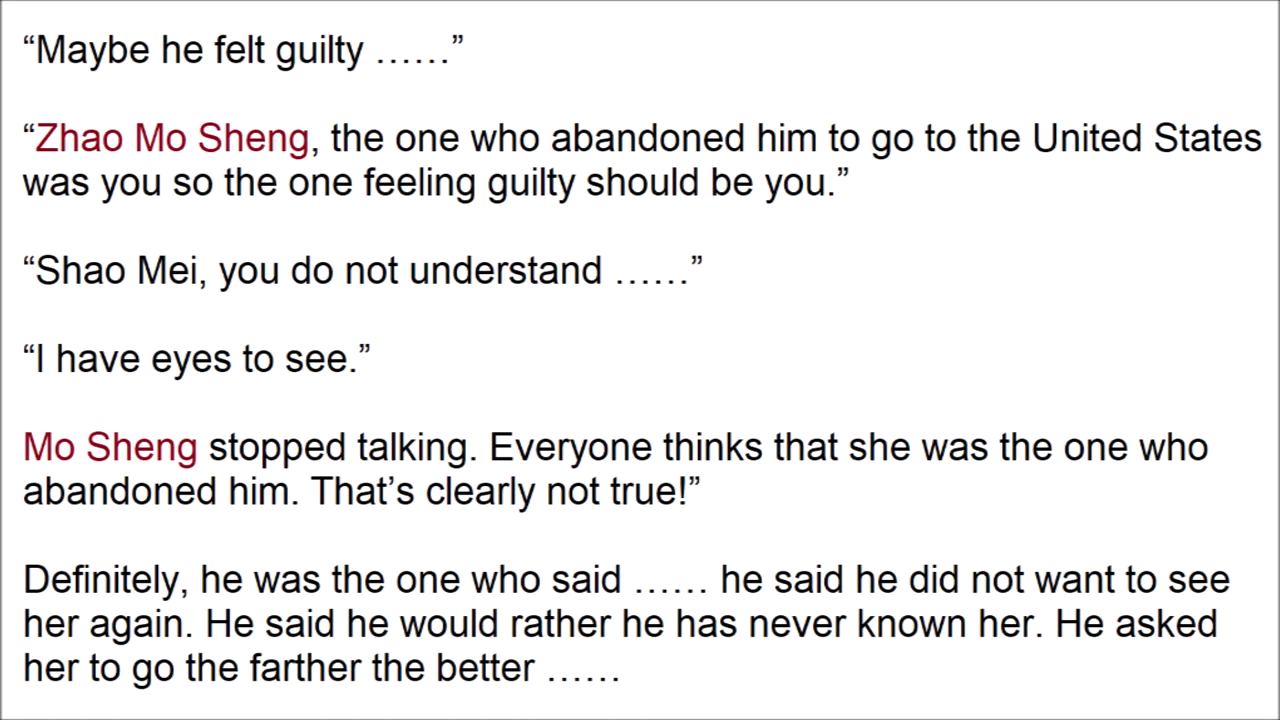 “Maybe he felt guilty ……”
“Zhao Mo Sheng, the one who abandoned him to go to the United States
was you so the one feeling guilty should be you.”
“Shao Mei, you do not understand ……”
“I have eyes to see.”
Mo Sheng stopped talking. Everyone thinks that she was the one who
abandoned him. That’s clearly not true!”
Definitely, he was the one who said …… he said he did not want to see
her again. He said he would rather he has never known her. He asked
her to go the farther the better ……